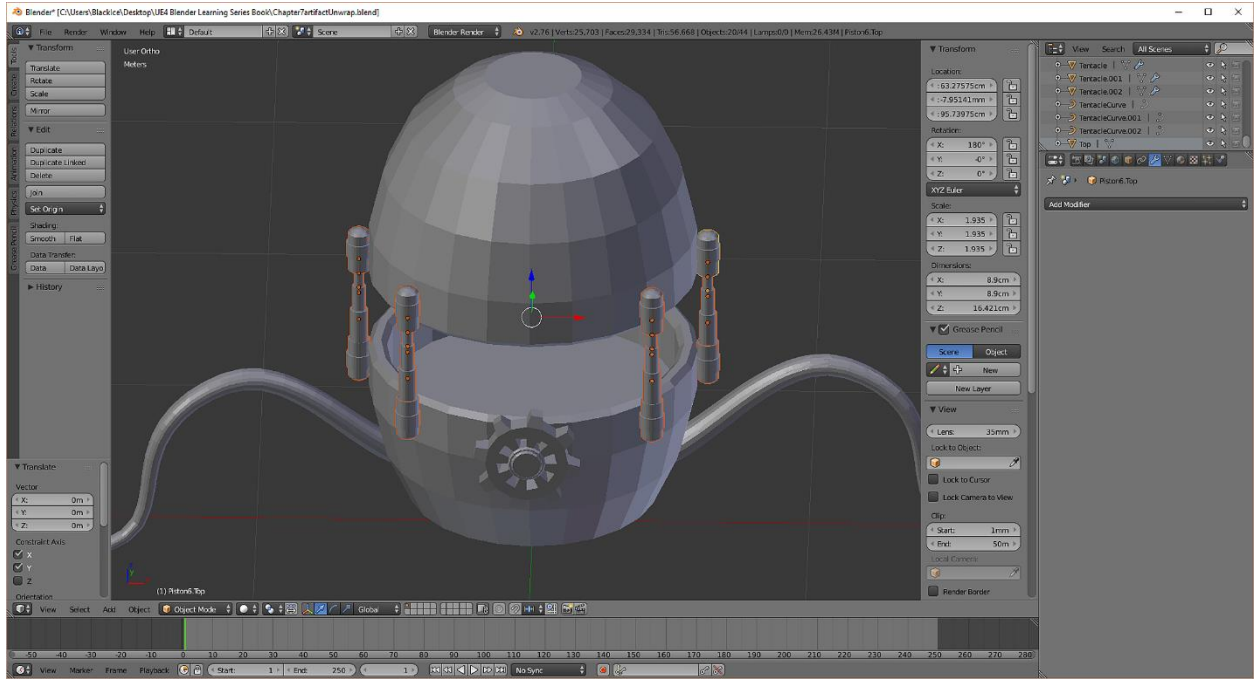 Blender* [C:\Users\BlackIce\Desktop\UE4 Blender Learning Series Book\Chapter7artifactUnwrap.blend]
File Render Window Help Default Scene Blender Render v2.76 | Verts:25,703 | Faces:29,334 | Tris:56,668 | Objects:20/44 | Lamps:0/0 | Mem:26.43M | Piston6.Top
Tools
Create
Relations
Animation
Physics
Grease Pencil
Transform
Translate
Rotate
Scale
Mirror
Edit
Duplicate
Duplicate Linked
Delete
Join
Set Origin
Shading:
Smooth Flat
Data Transfer:
Data Data Layo
History
Translate
Vector
X: 0m
Y: 0m
Z: 0m
Constraint Axis
X
Y
Z
Orientation
User Ortho
Meters
(1) Piston6.Top
Transform
Location:
:63.27575cm
:-7.95141mm
:95.73975cm
Rotation:
X: 180°
Y: -0°
Z: 0°
XYZ Euler
Scale:
X: 1.935
Y: 1.935
Z: 1.935
Dimensions:
X: 8.9cm
Y: 8.9cm
Z: 16.421cm
Grease Pencil
Scene Object
New
New Layer
View
Lens: 35mm
Lock to Object:
Lock to Cursor
Lock Camera to View
Clip:
Start: 1mm
End: 50m
Local Camera:
Render Border
View Search All Scenes
Tentacle
Tentacle.001
Tentacle.002
TentacleCurve
TentacleCurve.001
TentacleCurve.002
Top
Piston6.Top
Add Modifier
View Select Add Object Object Mode Global
-50 -40 -30 -20 -10 0 10 20 30 40 50 60 70 80 90 100 110 120 130 140 150 160 170 180 190 200 210 220 230 240 250 260 270 280
View Marker Frame Playback Start: 1 End: 250 1 No Sync